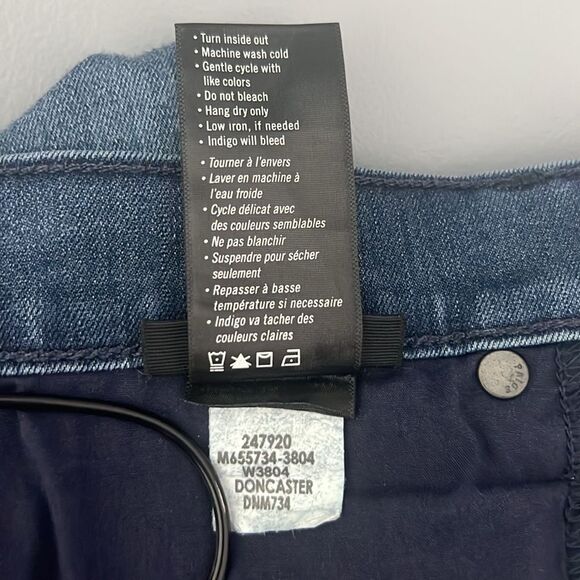 • Turn inside out
• Machine wash cold
• Gentle cycle with
like colors
• Do not bleach
• Hang dry only
• Low iron, if needed
• Indigo will bleed
• Tourner à l'envers
• Laver en machine à
l'eau froide
• Cycle délicat avec
des couleurs semblables
• Ne pas blanchir
• Suspendre pour sécher
seulement
• Repasser à basse
température si necessaire
• Indigo va tacher des
couleurs claires
247920
M655734-3804
W3804
DONCASTER
DNM734